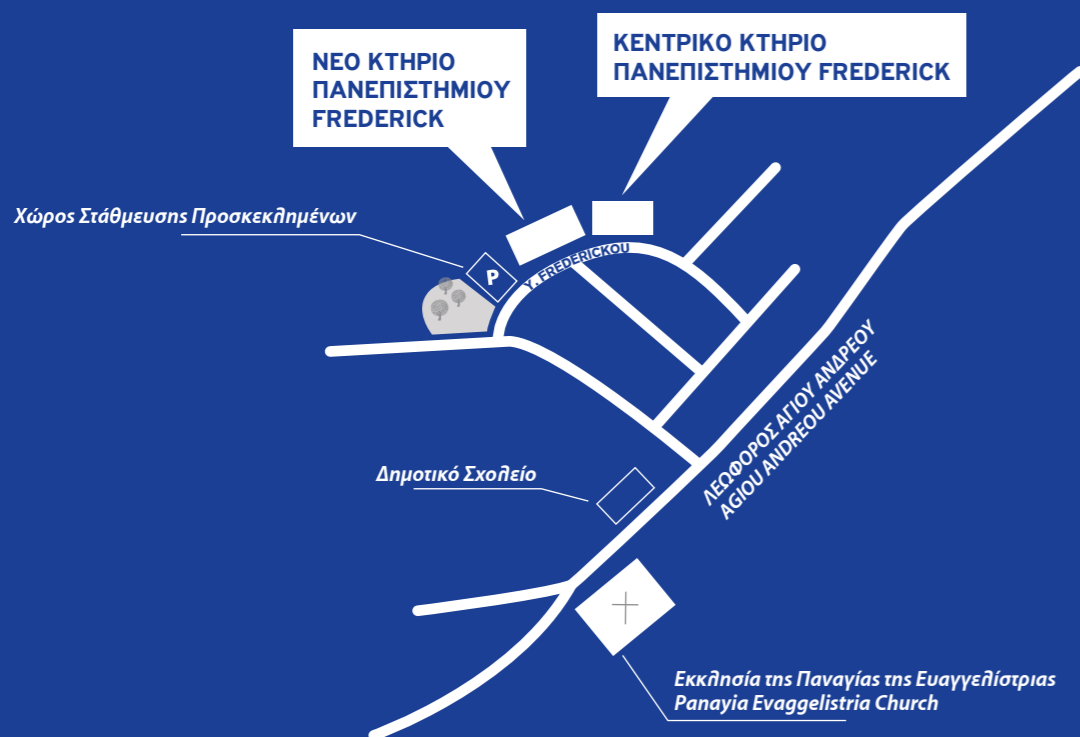 ΝΕΟ ΚΤΗΡΙΟ
ΠΑΝΕΠΙΣΤΗΜΙΟΥ
FREDERICK
ΚΕΝΤΡΙΚΟ ΚΤΗΡΙΟ
ΠΑΝΕΠΙΣΤΗΜΙΟΥ FREDERICK
Χώρος Στάθμευσης Προσκεκλημένων
P
Y. FREDERICKOU
ΛΕΩΦΟΡΟΣ ΑΓΙΟΥ ΑΝΔΡΕΟΥ
AGIOU ANDREOU AVENUE
Δημοτικό Σχολείο
Εκκλησία της Παναγίας της Ευαγγελίστριας
Panayia Evaggelistria Church